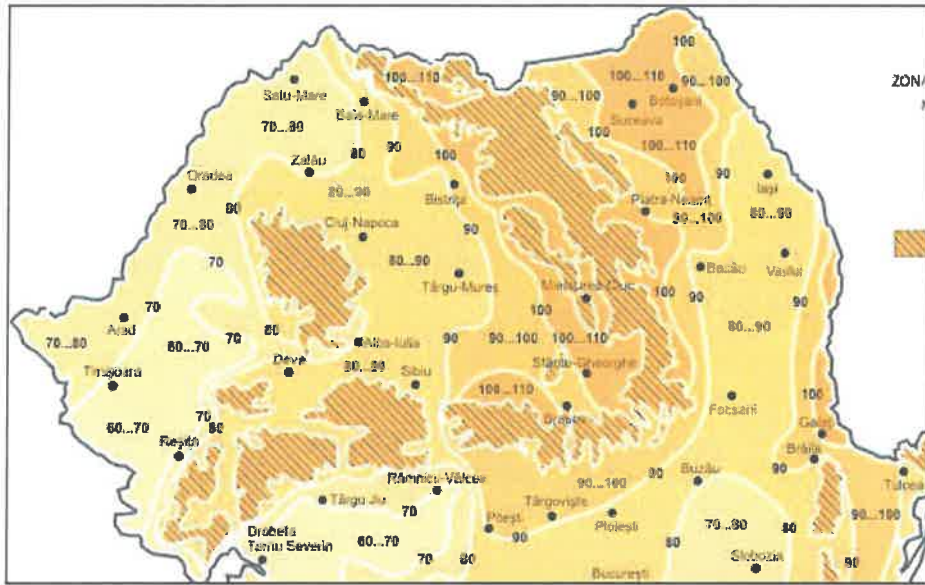 100
100...110
100...110
90...100
90...100
ZON
Satu-Mare
Baia-Mare
Botoșani
Suceava
70...80
100
80
90
100
100...110
Zalău
Oradea
80
80...90
Bistrița
100
90
Iași
Piatra-Neamț
80...90
90...100
70...80
Cluj-Napoca
90
70
80...90
Târgu-Mureș
Bacău
Vaslui
Miercurea Ciuc
90
90
70
100
100
Arad
80
90
90...100
100...110
80...90
70...80
60...70
70
Alba-Iulia
Timișoara
Deva
80...90
Sibiu
Sfântu-Gheorghe
100...110
100
Brașov
Focșani
70
60...70
80
Galați
Reșița
Brăila
Râmnicu-Vâlcea
90
Buzău
90
Tulcea
90...100
Târgu Jiu
70
Târgoviște
Pitești
Ploiești
70...80
80
90...100
Drobeta
Turnu Severin
60...70
90
70
80
80
Slobozia
90
București